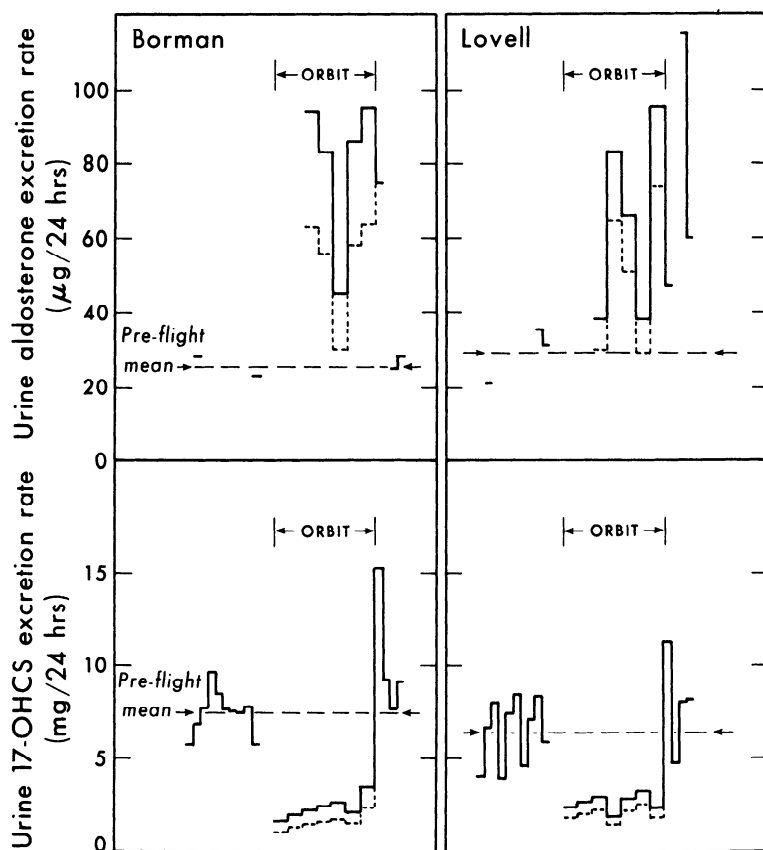 Borman
Lovell
ORBIT
ORBIT
Urine aldosterone excretion rate
(μg/24 hrs)
100
80
60
40
20
0
Pre-flight
mean
ORBIT
ORBIT
Urine 17-OHCS excretion rate
(mg/24 hrs)
15
10
5
0
Pre-flight
mean